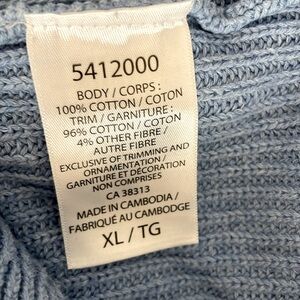 5412000
BODY / CORPS :
100% COTTON / COTON
TRIM / GARNITURE :
96% COTTON / COTON
4% OTHER FIBRE /
AUTRE FIBRE /
EXCLUSIVE OF TRIMMING AND
ORNAMENTATION /
GARNITURE ET DÉCORATION
NON COMPRISES
CA 38313
MADE IN CAMBODIA /
FABRIQUÉ AU CAMBODGE
XL / TG